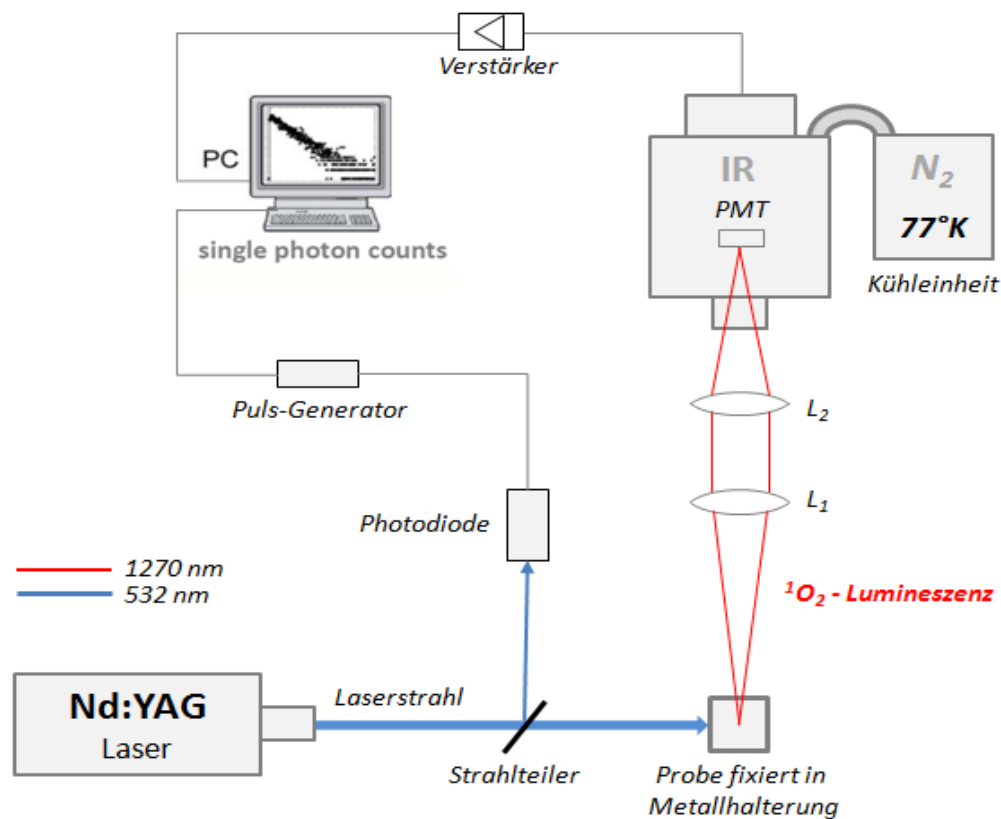 Verstärker
PC
single photon counts
IR
PMT
N₂
77°K
Kühleinheit
Puls-Generator
L₂
Photodiode
L₁
1270 nm
532 nm
¹O₂ - Lumineszenz
Nd:YAG
Laser
Laserstrahl
Strahlteiler
Probe fixiert in
Metallhalterung